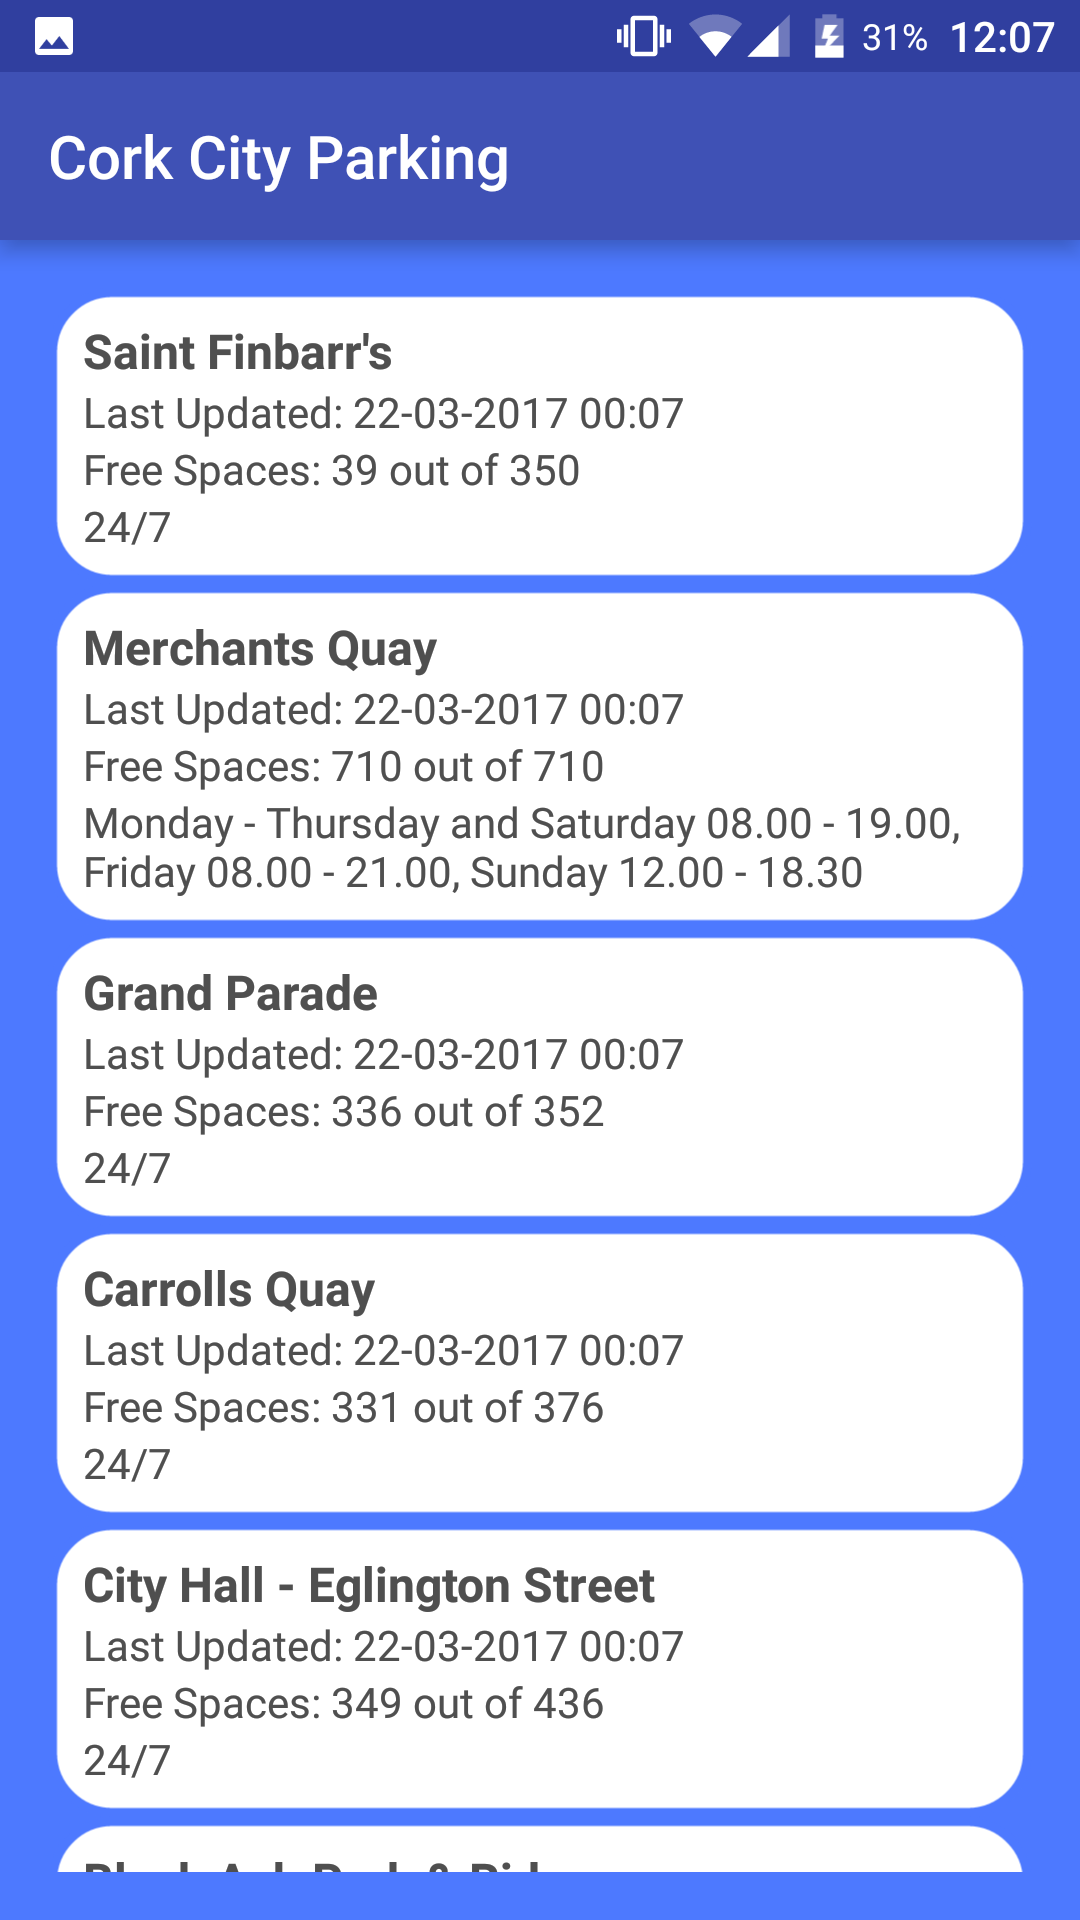 31% 12:07
Cork City Parking
Saint Finbarr's
Last Updated: 22-03-2017 00:07
Free Spaces: 39 out of 350
24/7
Merchants Quay
Last Updated: 22-03-2017 00:07
Free Spaces: 710 out of 710
Monday - Thursday and Saturday 08.00 - 19.00,
Friday 08.00 - 21.00, Sunday 12.00 - 18.30
Grand Parade
Last Updated: 22-03-2017 00:07
Free Spaces: 336 out of 352
24/7
Carrolls Quay
Last Updated: 22-03-2017 00:07
Free Spaces: 331 out of 376
24/7
City Hall - Eglington Street
Last Updated: 22-03-2017 00:07
Free Spaces: 349 out of 436
24/7